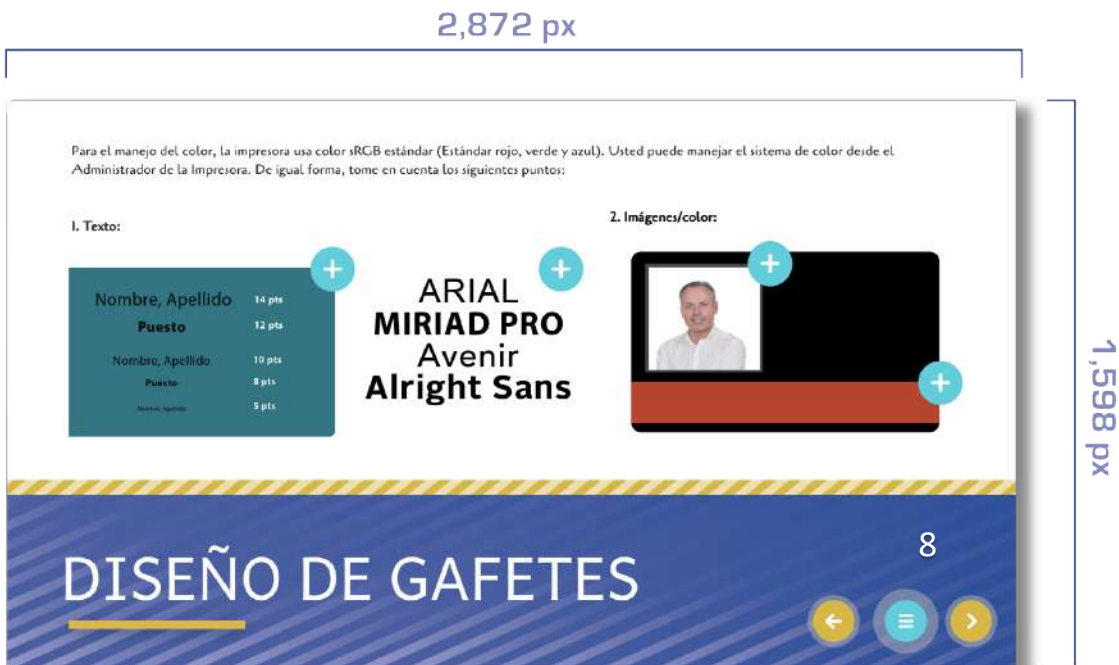 2,872 px
Para el manejo del color, la impresora usa color sRGB estándar (Estándar rojo, verde y azul). Usted puede manejar el sistema de color desde el
Administrador de la Impresora. De igual forma, tome en cuenta los siguientes puntos:
1. Texto:
2. Imágenes/color:
Nombre, Apellido 14 pts
Puesto 12 pts
Nombre, Apellido 10 pts
Puesto 8 pts
Nombre, Apellido 5 pts
ARIAL
MIRIAD PRO
Avenir
Alright Sans
1,598 px
DISEÑO DE GAFETES
8